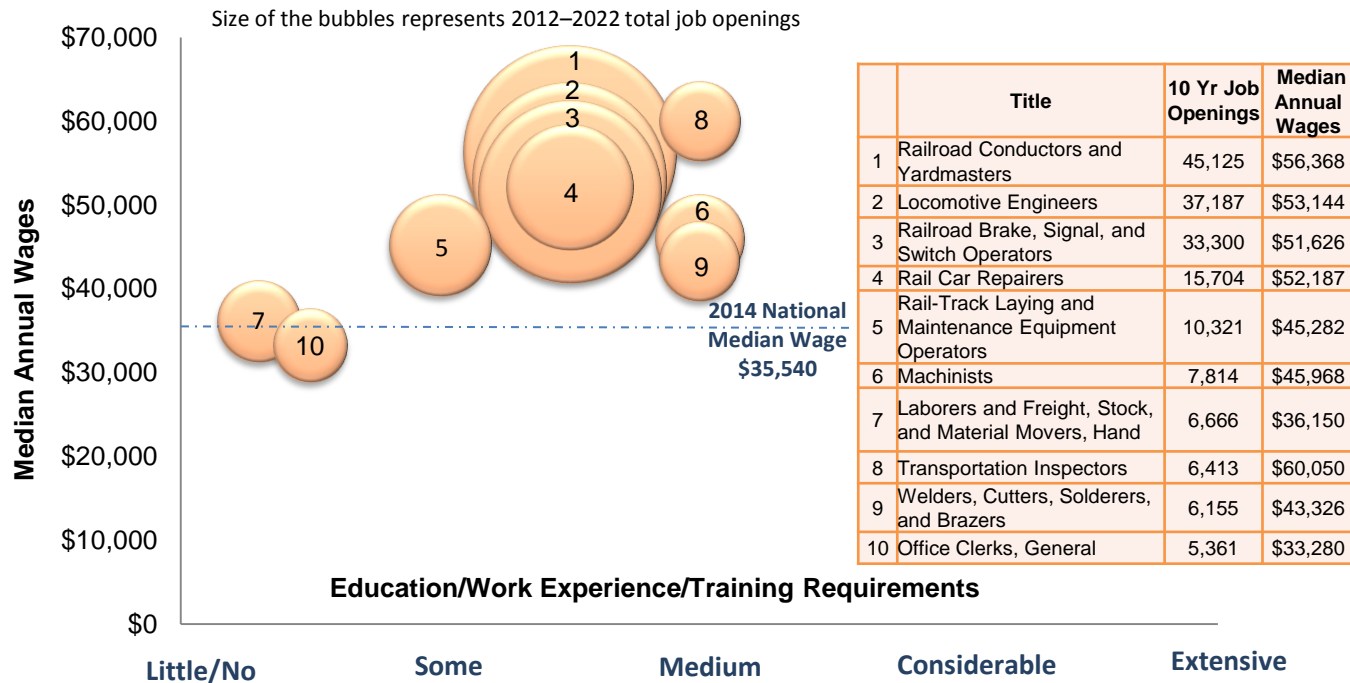 Size of the bubbles represents 2012–2022 total job openings
Median Annual Wages
$70,000
$60,000
$50,000
$40,000
$30,000
$20,000
$10,000
$0
1
2
3
4
5
6
7
8
9
10
2014 National
Median Wage
$35,540
Education/Work Experience/Training Requirements
Little/No
Some
Medium
Considerable
Extensive
Title
10 Yr Job
Openings
Median
Annual
Wages
1 Railroad Conductors and
Yardmasters 45,125 $56,368
2 Locomotive Engineers 37,187 $53,144
3 Railroad Brake, Signal, and
Switch Operators 33,300 $51,626
4 Rail Car Repairers 15,704 $52,187
5 Rail-Track Laying and
Maintenance Equipment
Operators 10,321 $45,282
6 Machinists 7,814 $45,968
7 Laborers and Freight, Stock,
and Material Movers, Hand 6,666 $36,150
8 Transportation Inspectors 6,413 $60,050
9 Welders, Cutters, Solderers,
and Brazers 6,155 $43,326
10 Office Clerks, General 5,361 $33,280